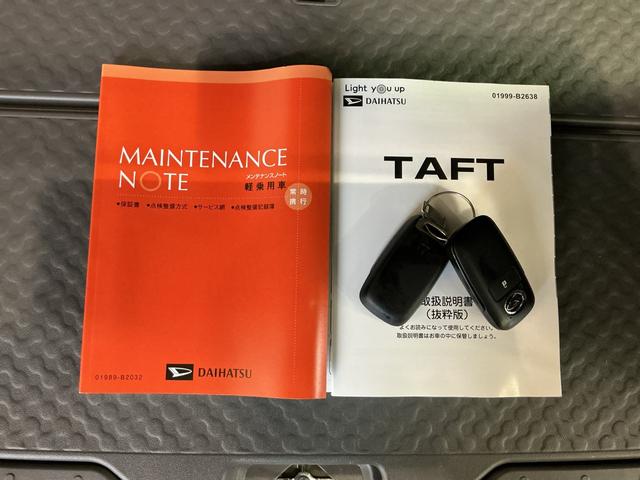 MAINTENANCE
NOTE
メンテナンスノート
軽乗用車
常時
携行
●保証書 ●点検整備方式 ●サービス網 ●点検整備記録簿
01989-B2032
DAIHATSU
Light you up
DAIHATSU
01999-B2638
TAFT
取扱説明書
(抜粋版)
よくお読みになって使用してください。
取扱説明書はお車の中に保管しましょう。